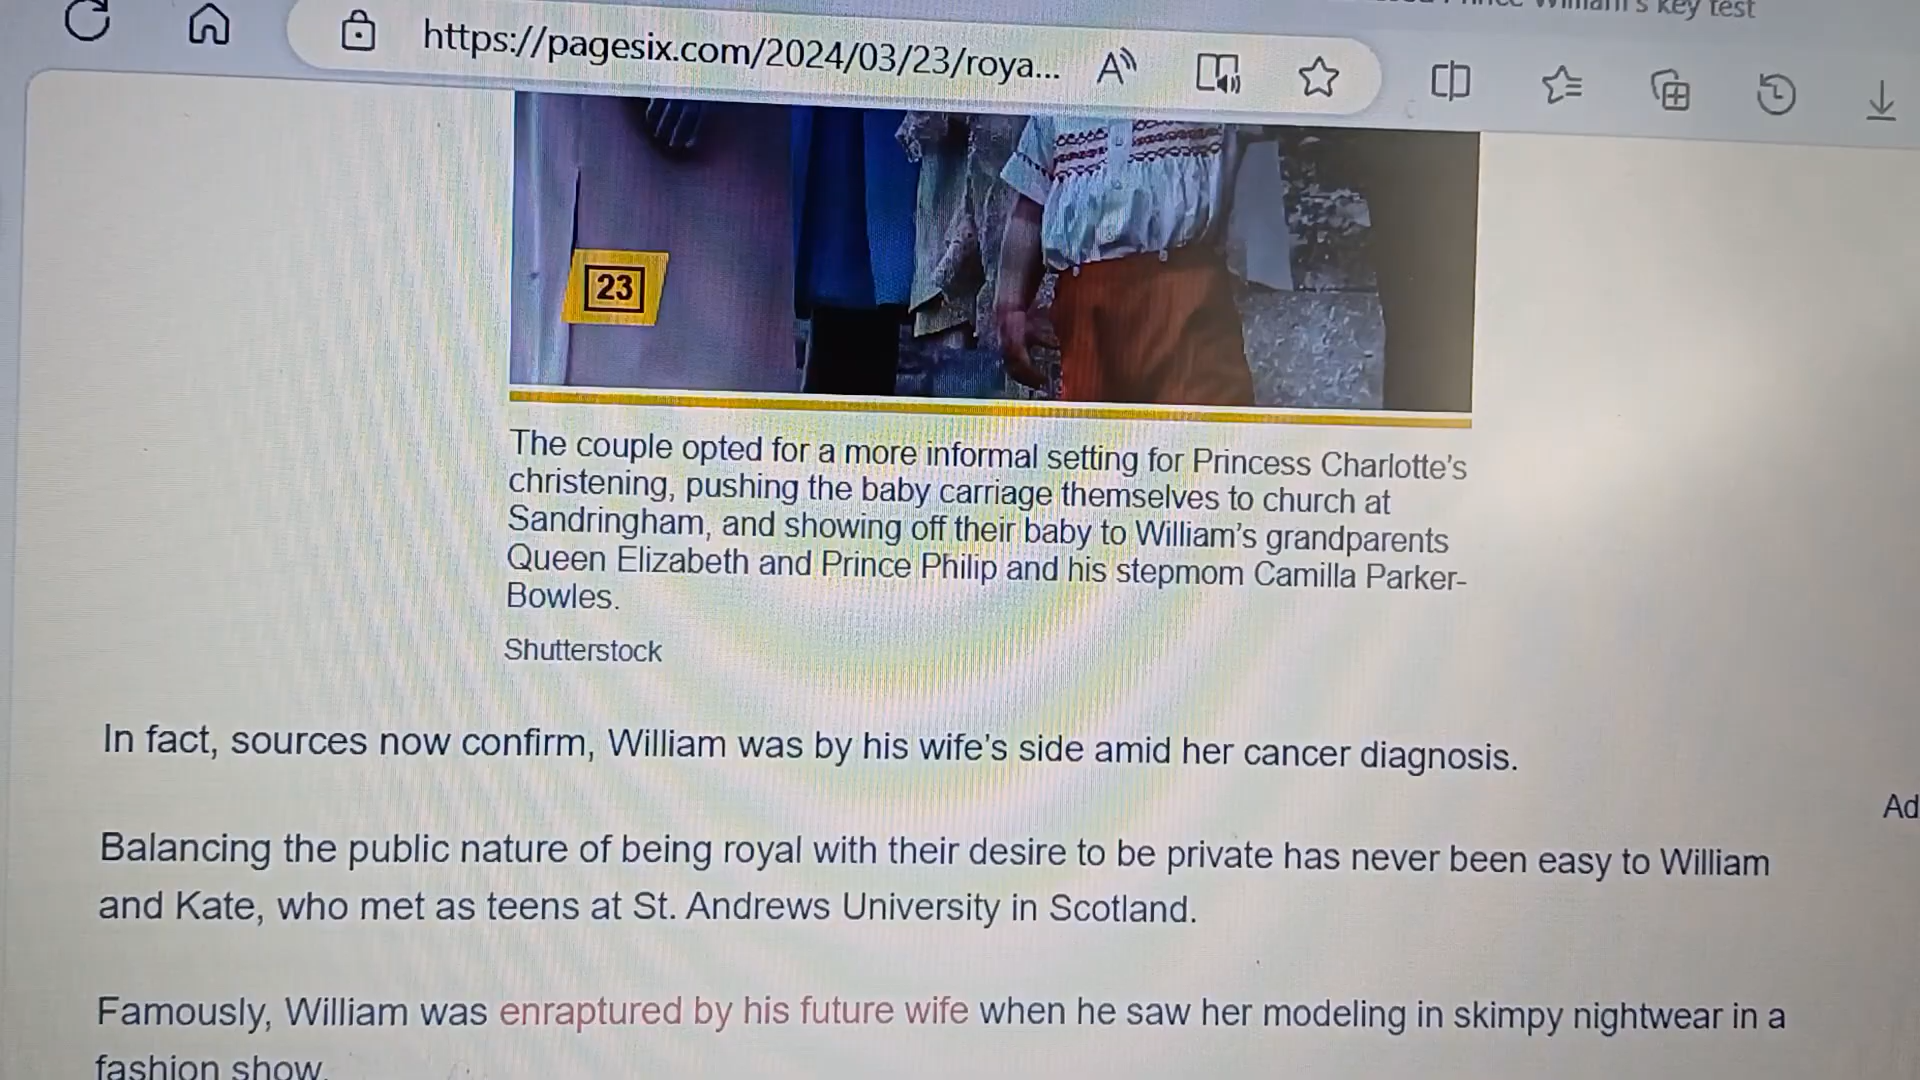 William's key test
https://pagesix.com/2024/03/23/roya...
23
The couple opted for a more informal setting for Princess Charlotte's
christening, pushing the baby carriage themselves to church at
Sandringham, and showing off their baby to William's grandparents
Queen Elizabeth and Prince Philip and his stepmom Camilla Parker-
Bowles.
Shutterstock
In fact, sources now confirm, William was by his wife's side amid her cancer diagnosis.
Ad
Balancing the public nature of being royal with their desire to be private has never been easy to William
and Kate, who met as teens at St. Andrews University in Scotland.
Famously, William was enraptured by his future wife when he saw her modeling in skimpy nightwear in a
fashion show.